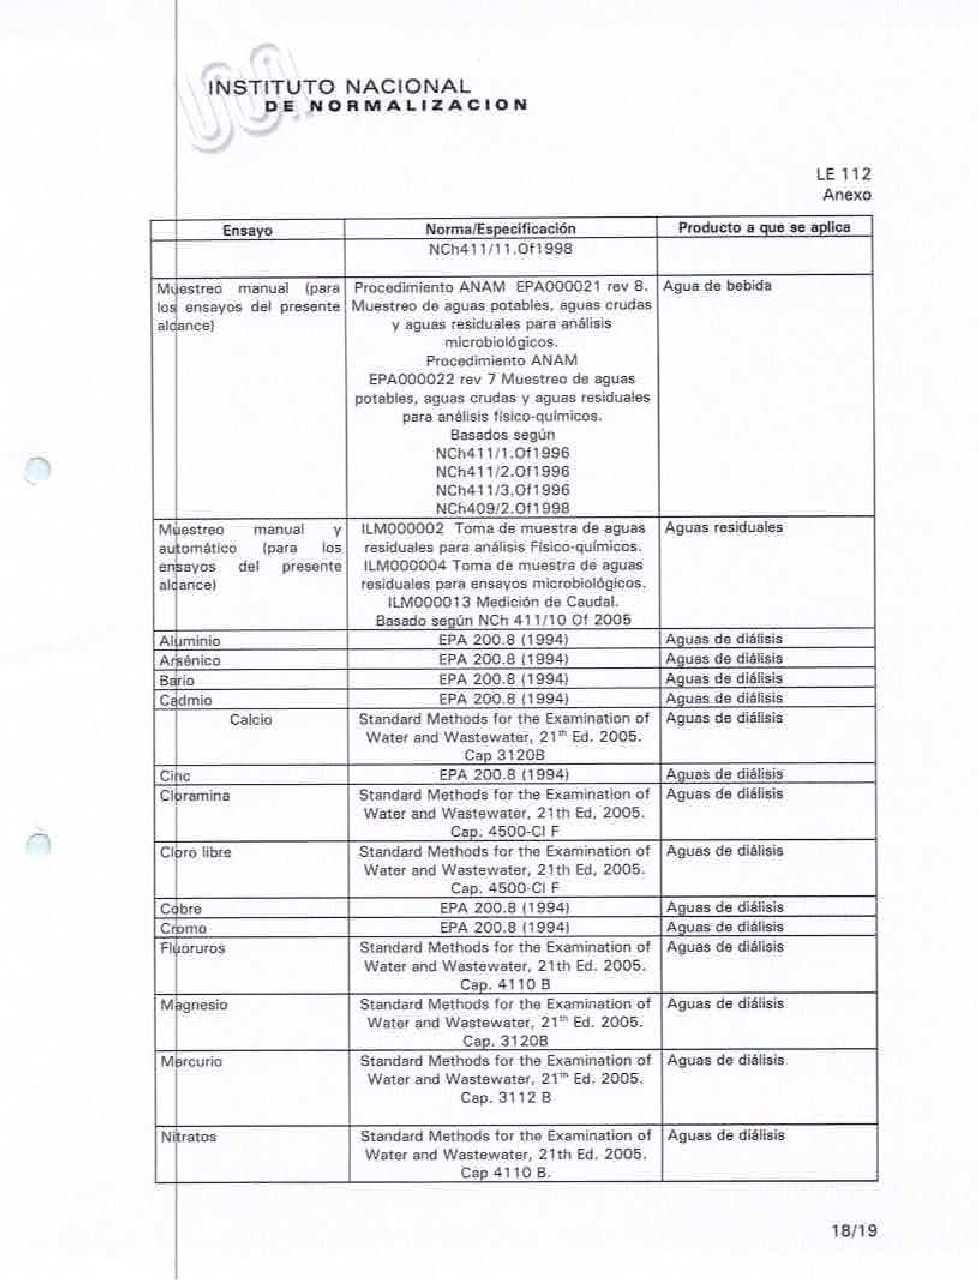 INSTITUTO NACIONAL
DE NORMALIZACION
LE 112
Anexo
Ensayo Norma/Especificación Producto a que se aplica
NCh411/11.Of1998
Muestreo manual (para los ensayos del presente alcance)
Procedimiento ANAM EPA000021 rev 8.
Muestreo de aguas potables, aguas crudas
y aguas residuales para análisis
microbiológicos.
Procedimiento ANAM
EPA000022 rev 7 Muestreo de aguas
potables, aguas crudas y aguas residuales
para análisis físico-químicos.
Basados según
NCh411/1.Of1996
NCh411/2.Of1996
NCh411/3.Of1996
NCh409/2.Of1998
Agua de bebida
Muestreo manual y
automático (para los
ensayos del presente
alcance)
ILM000002 Toma de muestra de aguas
residuales para análisis Físico-químicos.
ILM000004 Toma de muestra de aguas
residuales para ensayos microbiológicos.
ILM000013 Medición de Caudal.
Basado según NCh 411/10 Of 2005
Aguas residuales
Aluminio EPA 200.8 (1994) Aguas de diálisis
Arsénico EPA 200.8 (1994) Aguas de diálisis
Bario EPA 200.8 (1994) Aguas de diálisis
Cadmio EPA 200.8 (1994) Aguas de diálisis
Calcio Standard Methods for the Examination of Aguas de diálisis
Water and Wastewater, 21th Ed. 2005.
Cap 3120B
Cinc EPA 200.8 (1994) Aguas de diálisis
Cloramina Standard Methods for the Examination of Aguas de diálisis
Water and Wastewater, 21th Ed, 2005.
Cap. 4500-Cl F
Cloro libre Standard Methods for the Examination of Aguas de diálisis
Water and Wastewater, 21th Ed, 2005.
Cap. 4500-Cl F
Cobre EPA 200.8 (1994) Aguas de diálisis
Cromo EPA 200.8 (1994) Aguas de diálisis
Fluoruros Standard Methods for the Examination of Aguas de diálisis
Water and Wastewater, 21th Ed. 2005.
Cap. 4110 B
Magnesio Standard Methods for the Examination of Aguas de diálisis
Water and Wastewater, 21th Ed. 2005.
Cap. 3120B
Mercurio Standard Methods for the Examination of Aguas de diálisis
Water and Wastewater, 21th Ed. 2005.
Cap. 3112 B
Nitratos Standard Methods for the Examination of Aguas de diálisis
Water and Wastewater, 21th Ed. 2005.
Cap 4110 B.
18/19